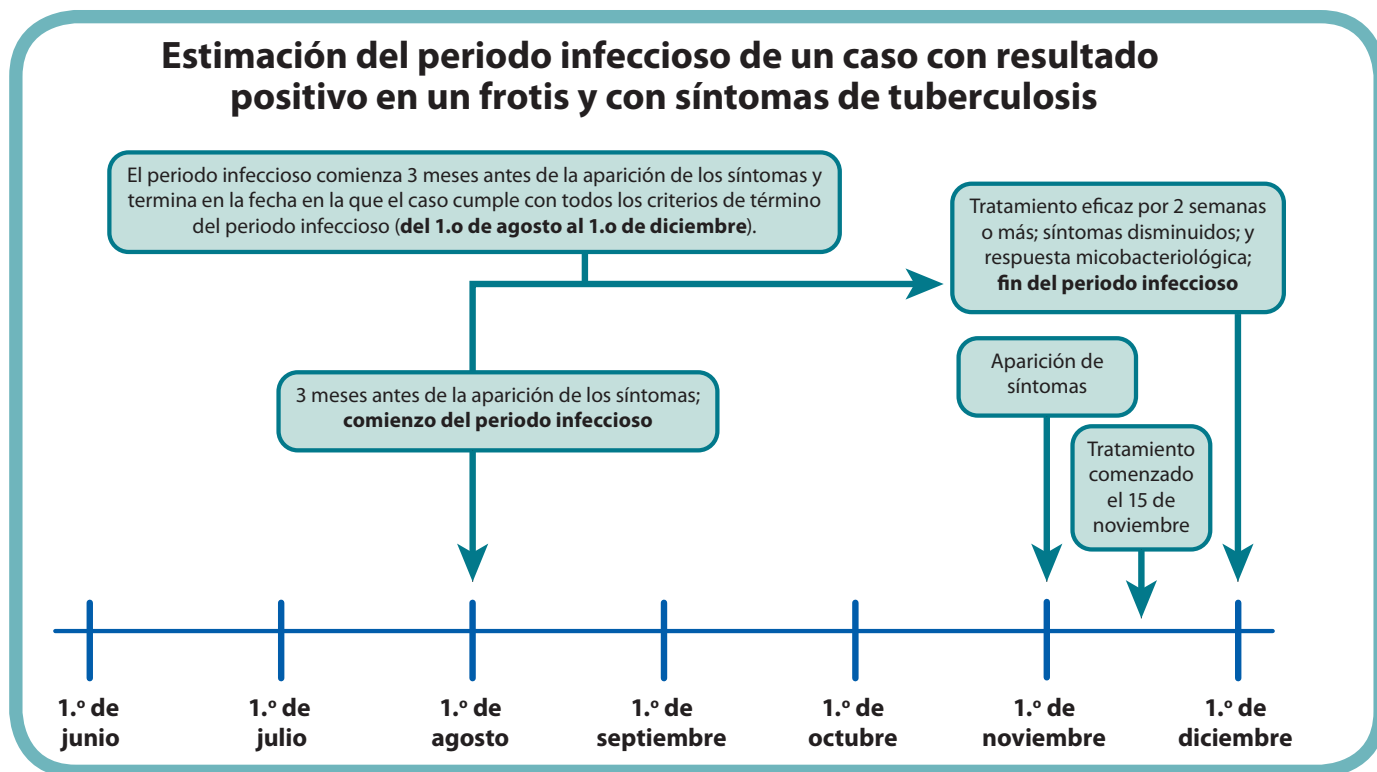 Estimación del periodo infeccioso de un caso con resultado
positivo en un frotis y con síntomas de tuberculosis
El periodo infeccioso comienza 3 meses antes de la aparición de los síntomas y
termina en la fecha en la que el caso cumple con todos los criterios de término
del periodo infeccioso (del 1.o de agosto al 1.o de diciembre).
Tratamiento eficaz por 2 semanas
o más; síntomas disminuidos; y
respuesta micobacteriológica;
fin del periodo infeccioso
Aparición de
síntomas
3 meses antes de la aparición de los síntomas;
comienzo del periodo infeccioso
Tratamiento
comenzado
el 15 de
noviembre
1.º de
junio
1.º de
julio
1.º de
agosto
1.º de
septiembre
1.º de
octubre
1.º de
noviembre
1.º de
diciembre